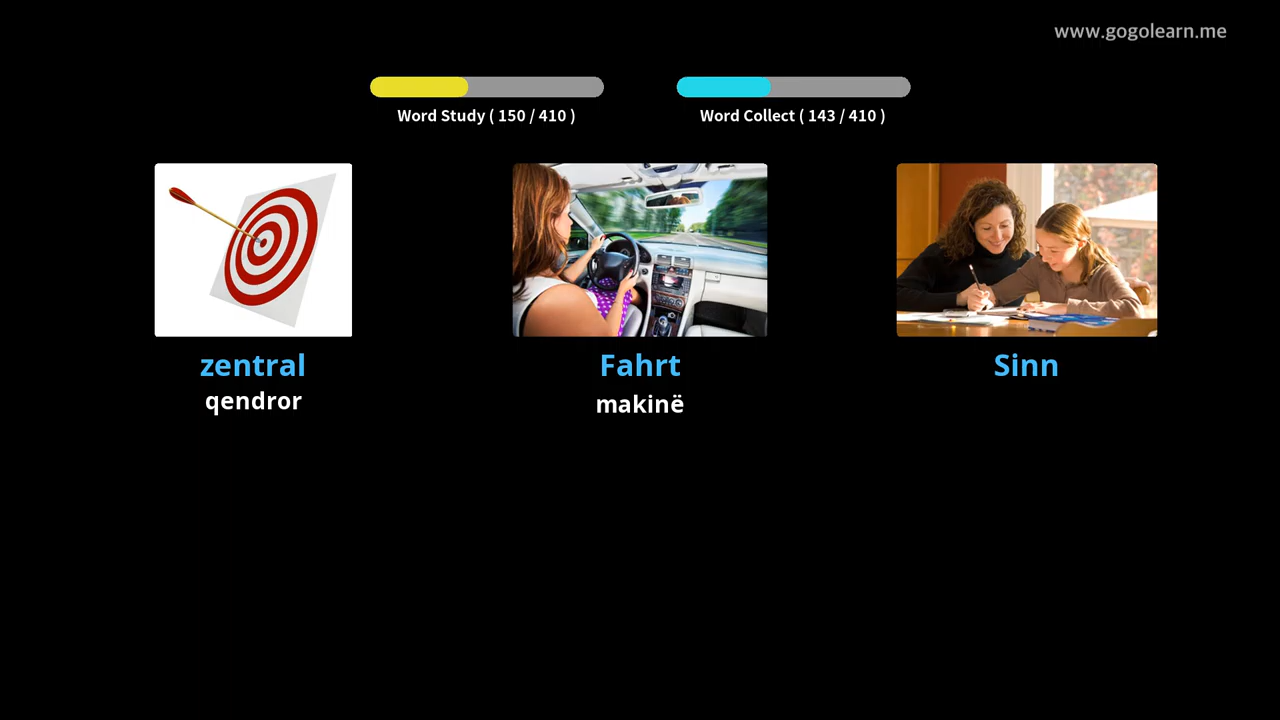 www.gogolearn.me
Word Study ( 150 / 410 )
Word Collect ( 143 / 410 )
zentral
qendror
Fahrt
makinë
Sinn